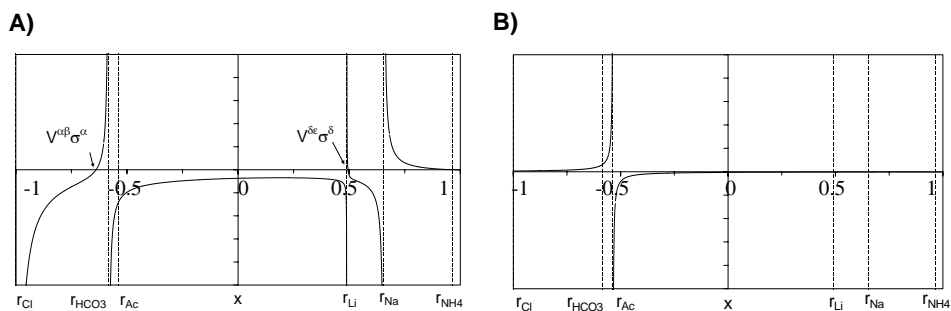 A)
B)
V^αβσ^α
V^δεσ^δ
-1 -0.5 0 0.5 1
-1 -0.5 0 0.5 1
r_Cl r_HCO3 r_Ac x r_Li r_Na r_NH4
r_Cl r_HCO3 r_Ac x r_Li r_Na r_NH4